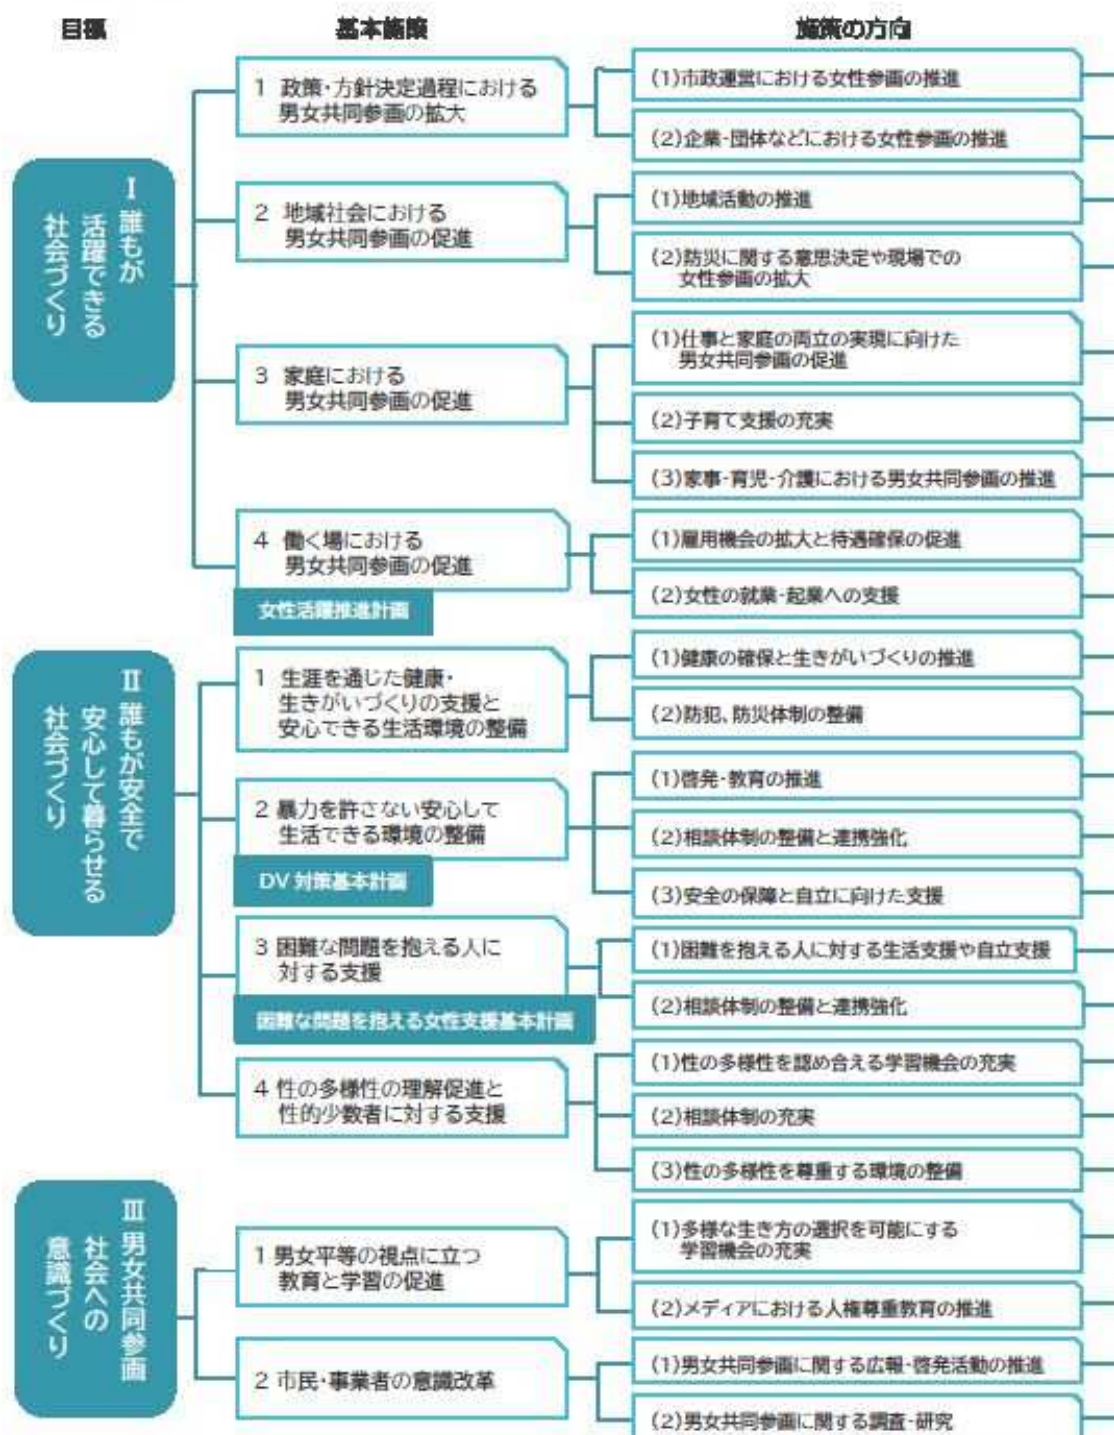 目標
基本施策
施策の方向
Ⅰ 誰もが
活躍できる
社会づくり
1 政策・方針決定過程における
男女共同参画の拡大
(1)市政運営における女性参画の推進
(2)企業・団体などにおける女性参画の推進
2 地域社会における
男女共同参画の促進
(1)地域活動の推進
(2)防災に関する意思決定や現場での
女性参画の拡大
3 家庭における
男女共同参画の促進
(1)仕事と家庭の両立の実現に向けた
男女共同参画の促進
(2)子育て支援の充実
(3)家事・育児・介護における男女共同参画の推進
4 働く場における
男女共同参画の促進
女性活躍推進計画
(1)雇用機会の拡大と待遇確保の促進
(2)女性の就業・起業への支援
Ⅱ 誰もが安全で
安心して暮らせる
社会づくり
1 生涯を通じた健康・
生きがいづくりの支援と
安心できる生活環境の整備
(1)健康の確保と生きがいづくりの推進
(2)防犯、防災体制の整備
2 暴力を許さない安心して
生活できる環境の整備
DV 対策基本計画
(1)啓発・教育の推進
(2)相談体制の整備と連携強化
(3)安全の保障と自立に向けた支援
3 困難な問題を抱える人に
対する支援
困難な問題を抱える女性支援基本計画
(1)困難を抱える人に対する生活支援や自立支援
(2)相談体制の整備と連携強化
4 性の多様性の理解促進と
性的少数者に対する支援
(1)性の多様性を認め合える学習機会の充実
(2)相談体制の充実
(3)性の多様性を尊重する環境の整備
Ⅲ 男女共同参画
社会への
意識づくり
1 男女平等の視点に立つ
教育と学習の促進
(1)多様な生き方の選択を可能にする
学習機会の充実
(2)メディアにおける人権尊重教育の推進
2 市民・事業者の意識改革
(1)男女共同参画に関する広報・啓発活動の推進
(2)男女共同参画に関する調査・研究